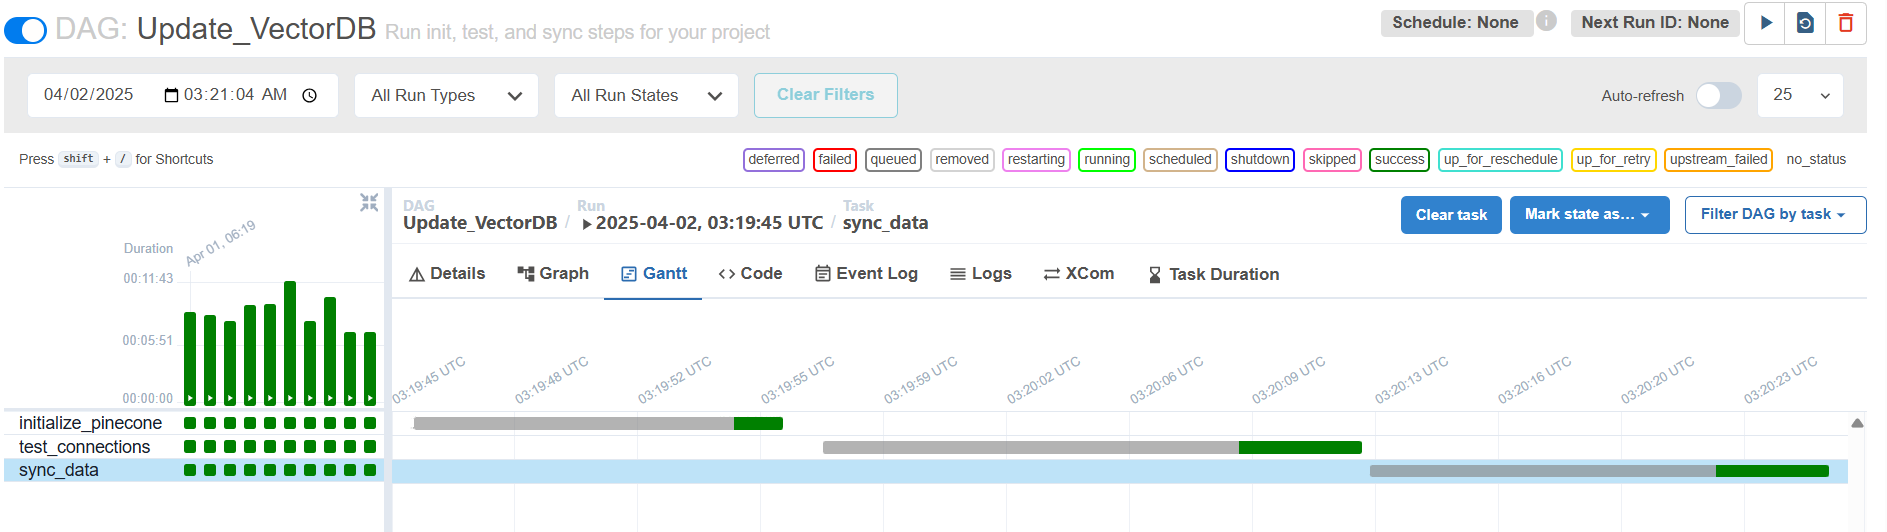 DAG: Update_VectorDB Run init, test, and sync steps for your project
Schedule: None
Next Run ID: None
04/02/2025 03:21:04 AM
All Run Types
All Run States
Clear Filters
Auto-refresh
25
Press shift + / for Shortcuts
deferred failed queued removed restarting running scheduled shutdown skipped success up_for_reschedule up_for_retry upstream_failed no_status
DAG
Update_VectorDB
/
Run
2025-04-02, 03:19:45 UTC
/
Task
sync_data
Clear task
Mark state as...
Filter DAG by task
Details
Graph
Gantt
Code
Event Log
Logs
XCom
Task Duration
Duration
Apr 01, 06:19
00:11:43
00:05:51
00:00:00
03:19:45 UTC
03:19:48 UTC
03:19:52 UTC
03:19:55 UTC
03:19:59 UTC
03:20:02 UTC
03:20:06 UTC
03:20:09 UTC
03:20:13 UTC
03:20:16 UTC
03:20:20 UTC
03:20:23 UTC
initialize_pinecone
test_connections
sync_data